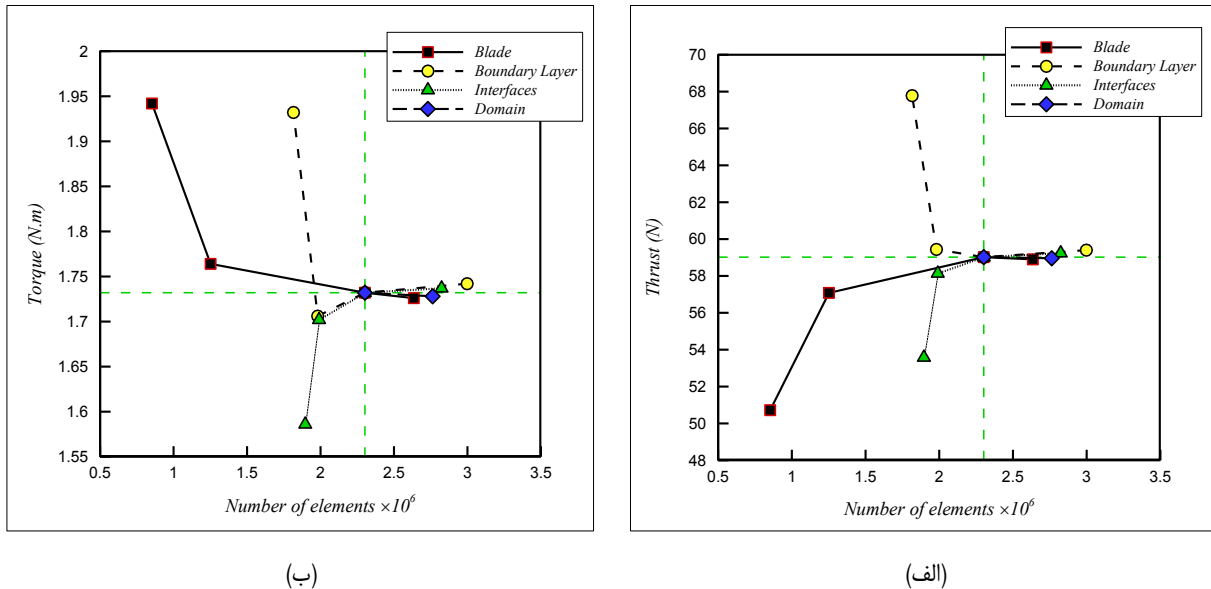 2
1.95
1.9
1.85
1.8
1.75
1.7
1.65
1.6
1.55
Torque (N.m)
0.5 1 1.5 2 2.5 3 3.5
Number of elements ×10⁶
Blade
Boundary Layer
Interfaces
Domain
(ب)
70
68
66
64
62
60
58
56
54
52
50
48
Thrust (N)
0.5 1 1.5 2 2.5 3 3.5
Number of elements ×10⁶
Blade
Boundary Layer
Interfaces
Domain
(الف)